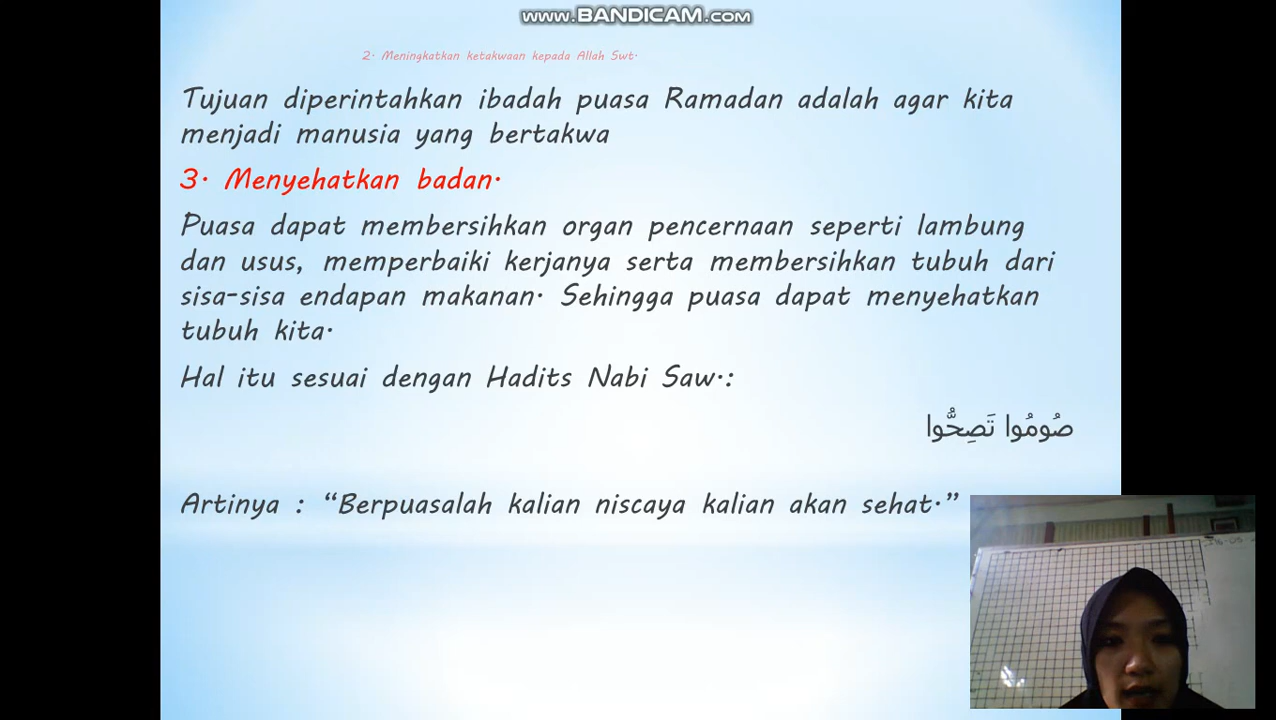 www.BANDICAM.com
2. Meningkatkan ketakwaan kepada Allah Swt.
Tujuan diperintahkan ibadah puasa Ramadan adalah agar kita
menjadi manusia yang bertakwa
3. Menyehatkan badan.
Puasa dapat membersihkan organ pencernaan seperti lambung
dan usus, memperbaiki kerjanya serta membersihkan tubuh dari
sisa-sisa endapan makanan. Sehingga puasa dapat menyehatkan
tubuh kita.
Hal itu sesuai dengan Hadits Nabi Saw.:
صُومُوا تَصِحُّوا
Artinya : “Berpuasalah kalian niscaya kalian akan sehat.”